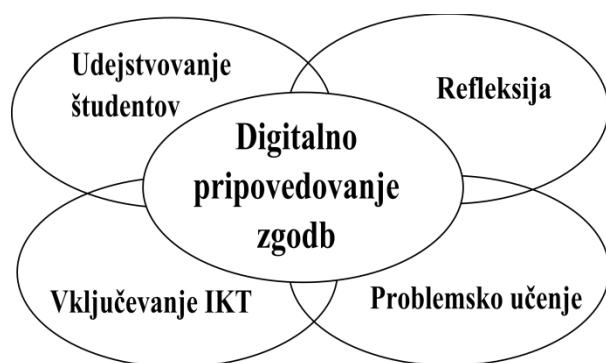 Udejstvovanje
študentov
Refleksija
Digitalno
pripovedovanje
zgodb
Vključevanje IKT
Problemsko učenje